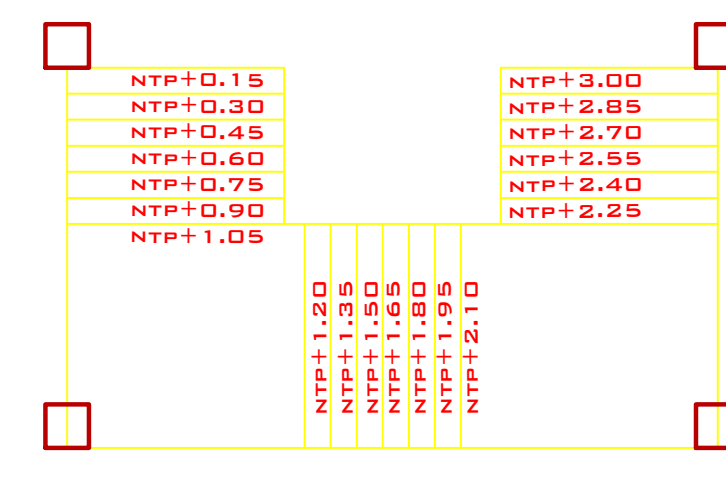 NTP+0.15
NTP+0.30
NTP+0.45
NTP+0.60
NTP+0.75
NTP+0.90
NTP+1.05
NTP+1.20
NTP+1.35
NTP+1.50
NTP+1.65
NTP+1.80
NTP+1.95
NTP+2.10
NTP+3.00
NTP+2.85
NTP+2.70
NTP+2.55
NTP+2.40
NTP+2.25